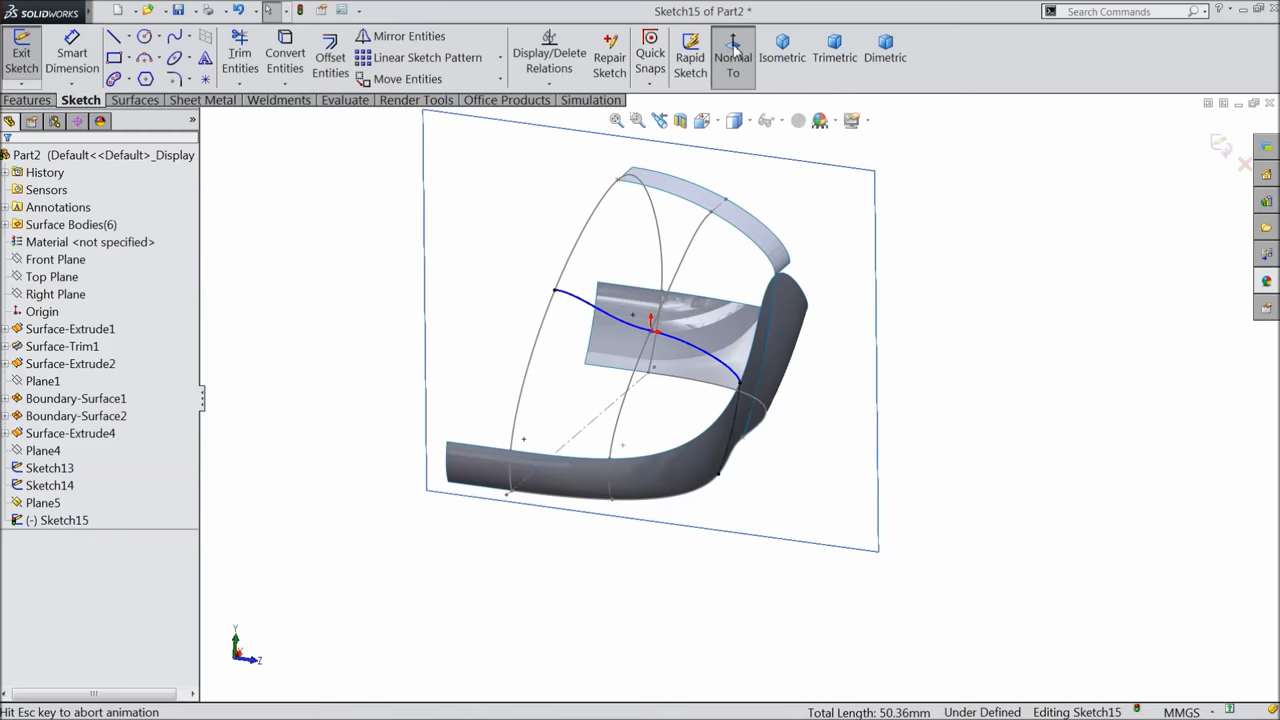 SOLIDWORKS
Sketch15 of Part2 *
Search Commands
Exit Sketch
Smart Dimension
Trim Entities
Convert Entities
Offset Entities
Mirror Entities
Linear Sketch Pattern
Move Entities
Display/Delete Relations
Repair Sketch
Quick Snaps
Rapid Sketch
Normal To
Isometric
Trimetric
Dimetric
Features
Sketch
Surfaces
Sheet Metal
Weldments
Evaluate
Render Tools
Office Products
Simulation
Part2 (Default<<Default>_Display
History
Sensors
Annotations
Surface Bodies(6)
Material <not specified>
Front Plane
Top Plane
Right Plane
Origin
Surface-Extrude1
Surface-Trim1
Surface-Extrude2
Plane1
Boundary-Surface1
Boundary-Surface2
Surface-Extrude4
Plane4
Sketch13
Sketch14
Plane5
(-) Sketch15
Y
Z
Hit Esc key to abort animation
Total Length: 50.36mm
Under Defined
Editing Sketch15
MMGS